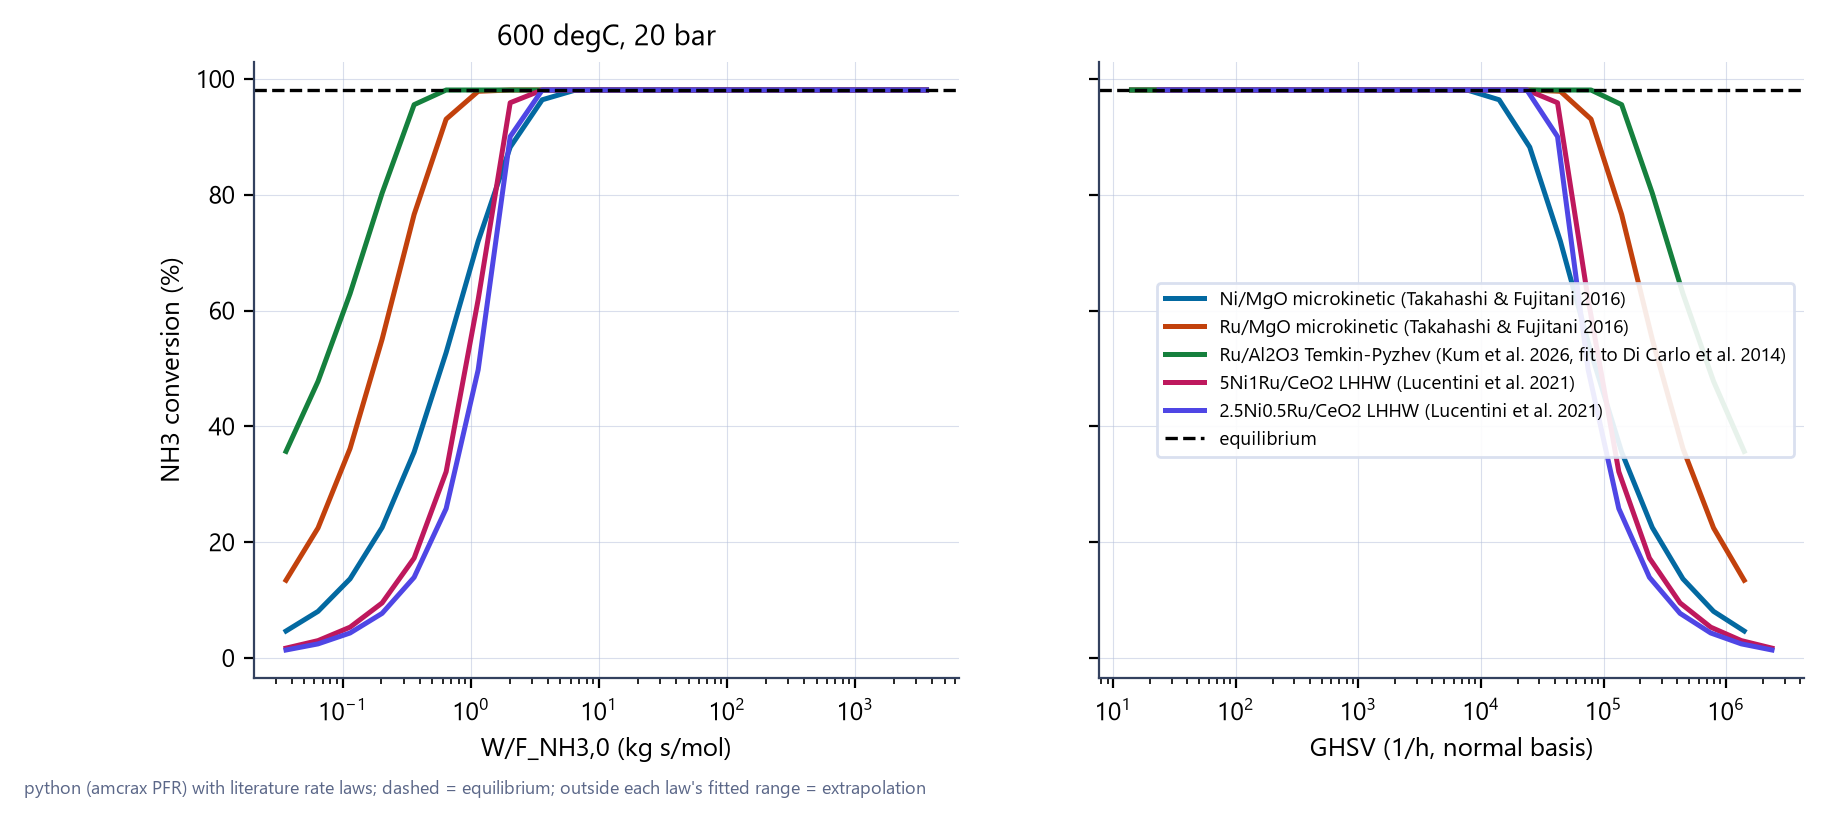 600 degC, 20 bar
NH3 conversion (%)
100
80
60
40
20
0
10⁻¹ 10⁰ 10¹ 10² 10³
W/F_NH3,0 (kg s/mol)
Ni/MgO microkinetic (Takahashi & Fujitani 2016)
Ru/MgO microkinetic (Takahashi & Fujitani 2016)
Ru/Al2O3 Temkin-Pyzhev (Kum et al. 2026, fit to Di Carlo et al. 2014)
5Ni1Ru/CeO2 LHHW (Lucentini et al. 2021)
2.5Ni0.5Ru/CeO2 LHHW (Lucentini et al. 2021)
equilibrium
10¹ 10² 10³ 10⁴ 10⁵ 10⁶
GHSV (1/h, normal basis)
python (amcrax PFR) with literature rate laws; dashed = equilibrium; outside each law's fitted range = extrapolation